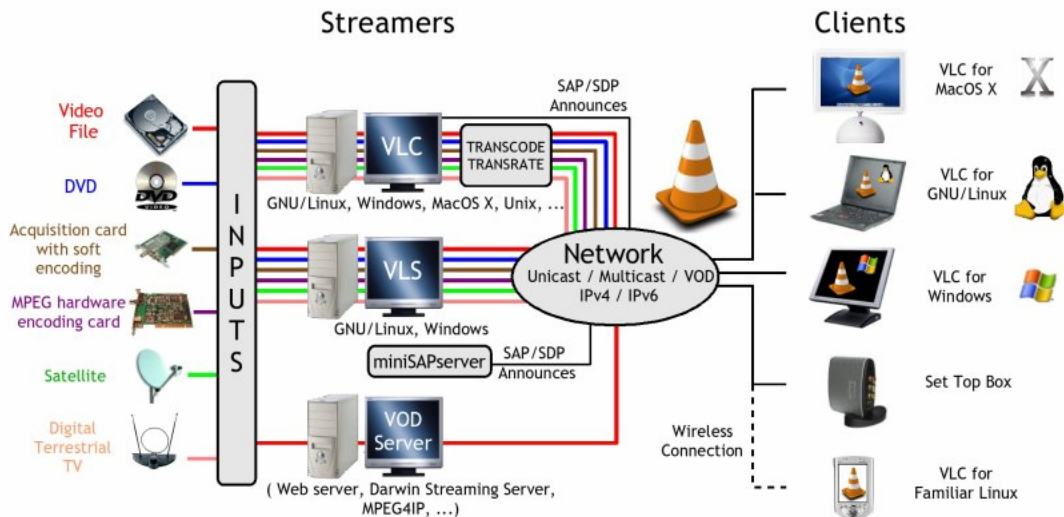 Streamers
Clients
Video
File
DVD
DVD
VIDEO
Acquisition card
with soft
encoding
MPEG hardware
encoding card
Satellite
Digital
Terrestrial
TV
INPUTS
VLC
SAP/SDP
Announces
TRANSCODE
TRANSRATE
GNU/Linux, Windows, MacOS X, Unix, ...
VLS
GNU/Linux, Windows
Network
Unicast / Multicast / VOD
IPv4 / IPv6
miniSAPserver
SAP/SDP
Announces
VOD
Server
( Web server, Darwin Streaming Server,
MPEG4IP, ...)
Wireless
Connection
VLC for
MacOS X
X
VLC for
GNU/Linux
VLC for
Windows
Set Top Box
VLC for
Familiar Linux